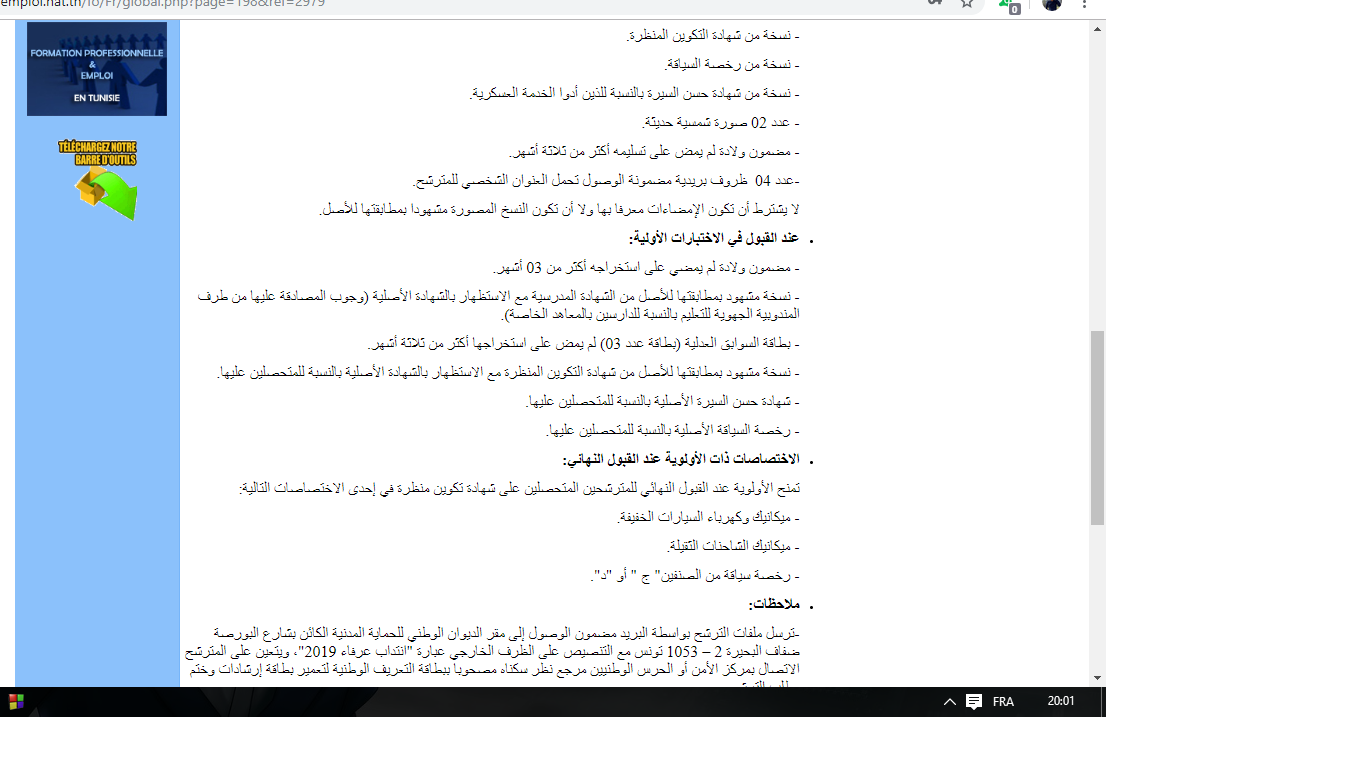 emploi.nat.tn/fo/Fr/global.php?page=198&ref=2979
0
FORMATION PROFESSIONNELLE
&
EMPLOI
EN TUNISIE
TÉLÉCHARGEZ NOTRE
BARRE D'OUTILS
- نسخة من شهادة التكوين المنظرة.
- نسخة من رخصة السياقة.
- نسخة من شهادة حسن السيرة بالنسبة للذين أدوا الخدمة العسكرية.
- عدد 02 صورة شمسية حديثة.
- مضمون ولادة لم يمض على تسليمه أكثر من ثلاثة أشهر.
-عدد 04 ظروف بريدية مضمونة الوصول تحمل العنوان الشخصي للمترشح.
لا يشترط أن تكون الإمضاءات معرفا بها ولا أن تكون النسخ المصورة مشهودا بمطابقتها للأصل.
• عند القبول في الاختبارات الأولية:
- مضمون ولادة لم يمضي على استخراجه أكثر من 03 أشهر.
- نسخة مشهود بمطابقتها للأصل من الشهادة المدرسية مع الاستظهار بالشهادة الأصلية (وجوب المصادقة عليها من طرف
المندوبية الجهوية للتعليم بالنسبة للدارسين بالمعاهد الخاصة).
- بطاقة السوابق العدلية (بطاقة عدد 03) لم يمض على استخراجها أكثر من ثلاثة أشهر.
- نسخة مشهود بمطابقتها للأصل من شهادة التكوين المنظرة مع الاستظهار بالشهادة الأصلية بالنسبة للمتحصلين عليها.
- شهادة حسن السيرة الأصلية بالنسبة للمتحصلين عليها.
- رخصة السياقة الأصلية بالنسبة للمتحصلين عليها.
• الاختصاصات ذات الأولوية عند القبول النهائي:
تمنح الأولوية عند القبول النهائي للمترشحين المتحصلين على شهادة تكوين منظرة في إحدى الاختصاصات التالية:
- ميكانيك وكهرباء السيارات الخفيفة.
- ميكانيك الشاحنات الثقيلة.
- رخصة سياقة من الصنفين" ج " أو "د".
• ملاحظات:
-ترسل ملفات الترشح بواسطة البريد مضمون الوصول إلى مقر الديوان الوطني للحماية المدنية الكائن بشارع البورصة
ضفاف البحيرة 2 – 1053 تونس مع التنصيص على الظرف الخارجي عبارة "انتداب عرفاء 2019"، ويتعين على المترشح
الاتصال بمركز الأمن أو الحرس الوطنيين مرجع نظر سكناه مصحوبا ببطاقة التعريف الوطنية لتعمير بطاقة إرشادات وختم
FRA
20:01